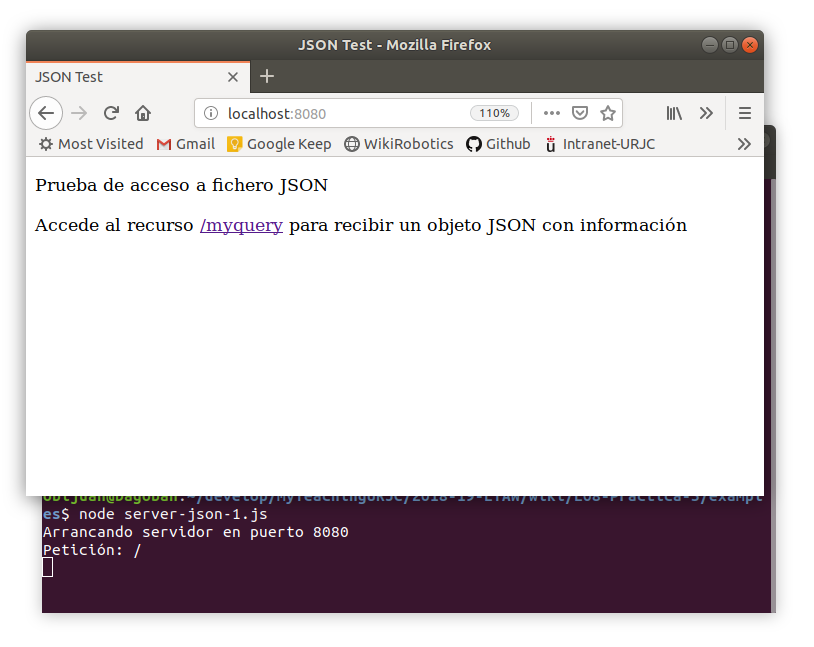 JSON Test - Mozilla Firefox
JSON Test
localhost:8080 110%
Most Visited Gmail Google Keep WikiRobotics Github Intranet-URJC
Prueba de acceso a fichero JSON
Accede al recurso /myquery para recibir un objeto JSON con información
es$ node server-json-1.js
Arrancando servidor en puerto 8080
Petición: /